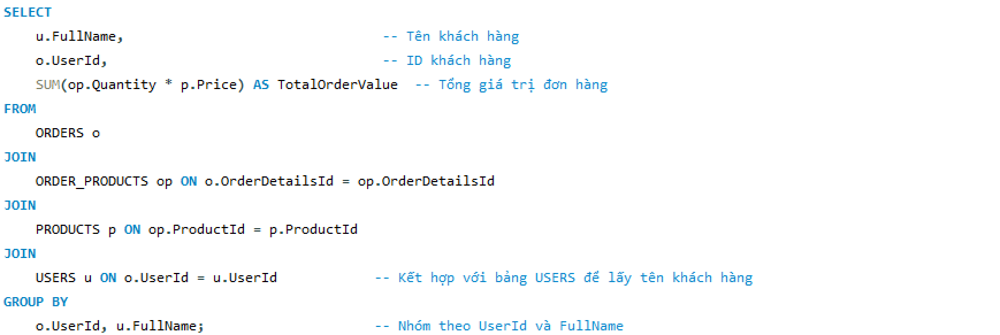 SELECT
    u.FullName,                                -- Tên khách hàng
    o.UserId,                                  -- ID khách hàng
    SUM(op.Quantity * p.Price) AS TotalOrderValue  -- Tổng giá trị đơn hàng
FROM
    ORDERS o
JOIN
    ORDER_PRODUCTS op ON o.OrderDetailsId = op.OrderDetailsId
JOIN
    PRODUCTS p ON op.ProductId = p.ProductId
JOIN
    USERS u ON o.UserId = u.UserId            -- Kết hợp với bảng USERS để lấy tên khách hàng
GROUP BY
    o.UserId, u.FullName;                     -- Nhóm theo UserId và FullName